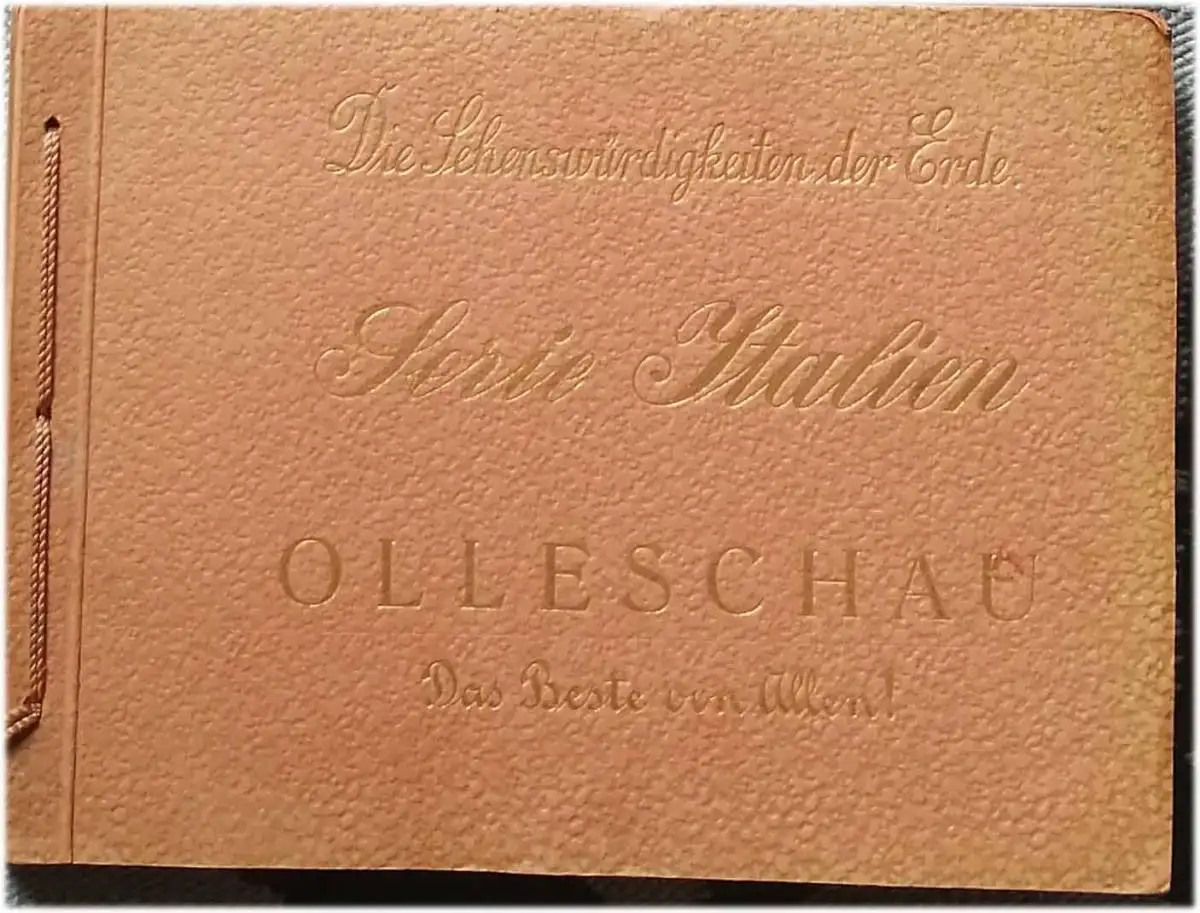 Die Sehenswürdigkeiten der Erde.
Serie Italien
OLLESCHAU
Das Beste von Allen!